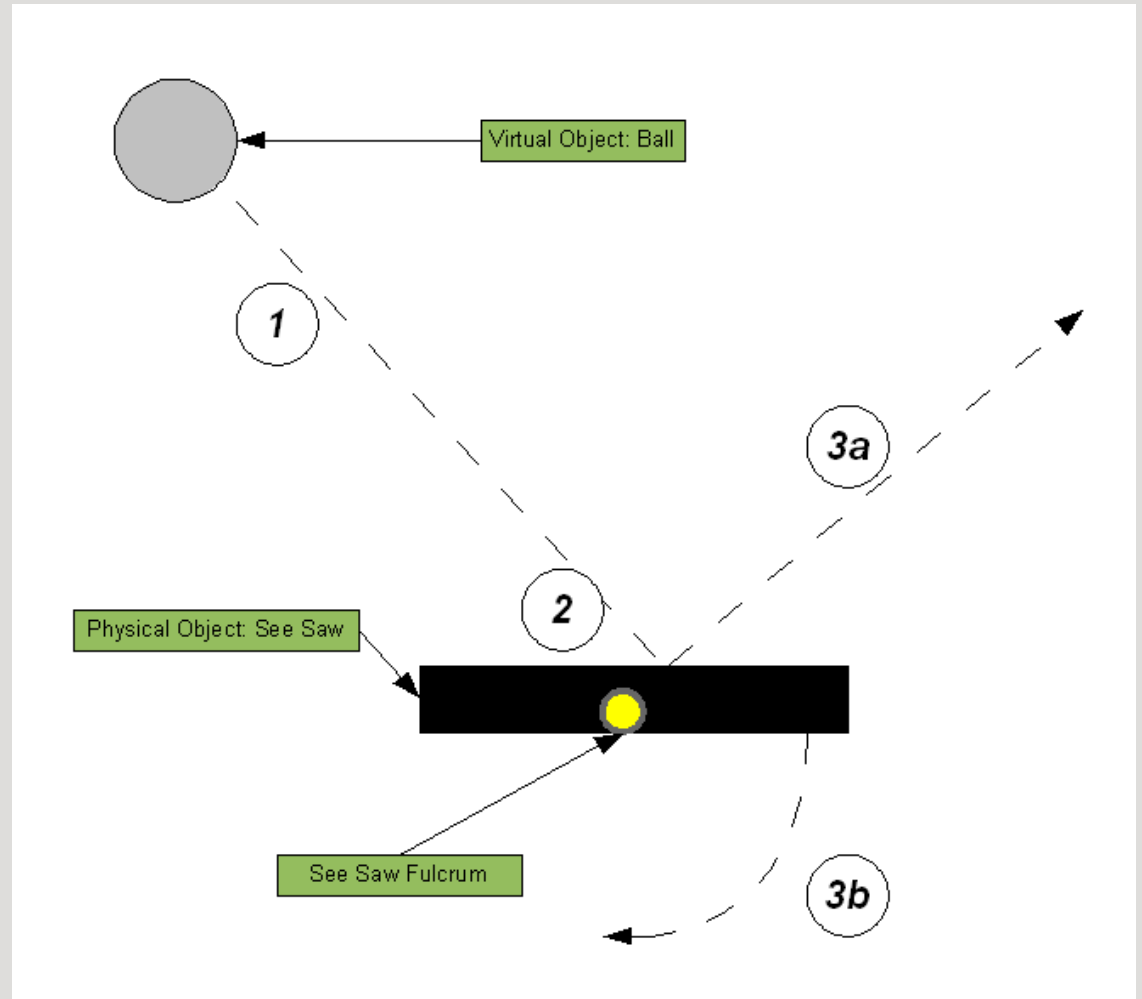 Virtual Object: Ball
1
3a
2
Physical Object: See Saw
See Saw Fulcrum
3b